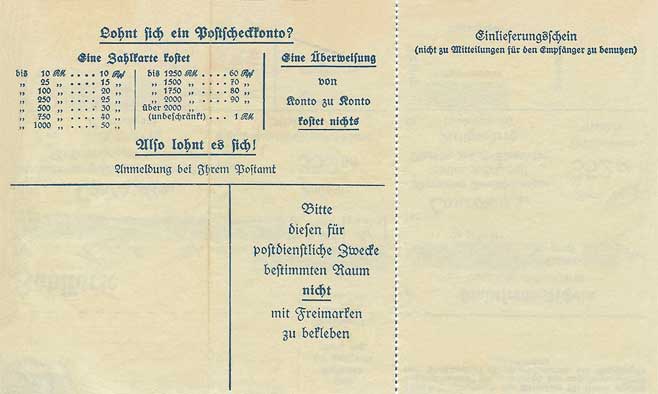 Lohnt sich ein Postscheckkonto?
Eine Zahlkarte kostet
bis 10 RM .... 10 Rpf
„ 25 „ .... 15 „
„ 100 „ .... 20 „
„ 250 „ .... 25 „
„ 500 „ .... 30 „
„ 750 „ .... 40 „
„ 1000 „ .... 50 „
bis 1250 RM ... 60 Rpf
„ 1500 „ .... 70 „
„ 1750 „ .... 80 „
„ 2000 „ .... 90 „
über 2000 „
(unbeschränkt) ... 1 RM
Eine Überweisung
von
Konto zu Konto
kostet nichts
Also lohnt es sich!
Anmeldung bei Ihrem Postamt
Bitte
diesen für
postdienstliche Zwecke
bestimmten Raum
nicht
mit Freimarken
zu bekleben
Einlieferungsschein
(nicht zu Mitteilungen für den Empfänger zu benutzen)